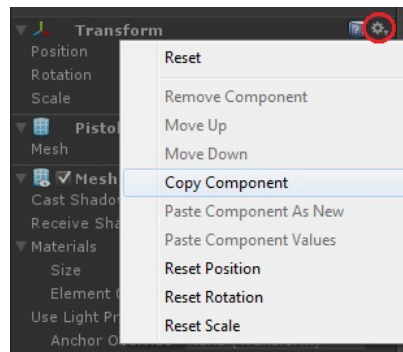 Transform
Position
Rotation
Scale
Pistol
Mesh
Mesh
Cast Shado
Receive Sha
Materials
Size
Element
Use Light Pr
Anchor O
Reset
Remove Component
Move Up
Move Down
Copy Component
Paste Component As New
Paste Component Values
Reset Position
Reset Rotation
Reset Scale